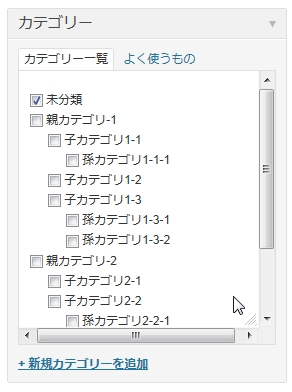 カテゴリー
カテゴリー一覧 よく使うもの
未分類
親カテゴリ-1
子カテゴリ1-1
孫カテゴリ1-1-1
子カテゴリ1-2
子カテゴリ1-3
孫カテゴリ1-3-1
孫カテゴリ1-3-2
親カテゴリ-2
子カテゴリ2-1
子カテゴリ2-2
孫カテゴリ2-2-1
+ 新規カテゴリーを追加